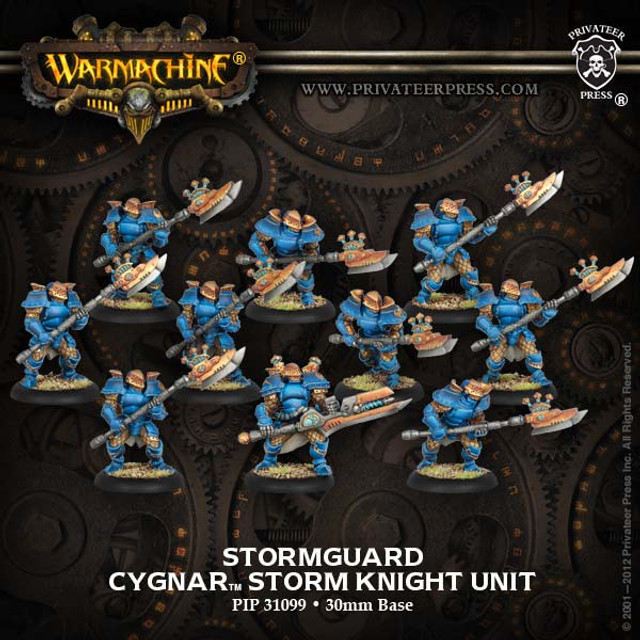 WARMACHINE®
PRIVATEER
PRESS®
WWW.PRIVATEERPRESS.COM
STORMGUARD
CYGNAR™ STORM KNIGHT UNIT
PIP 31099 • 30mm Base
© 2001–2012 Privateer Press Inc. All Rights Reserved.